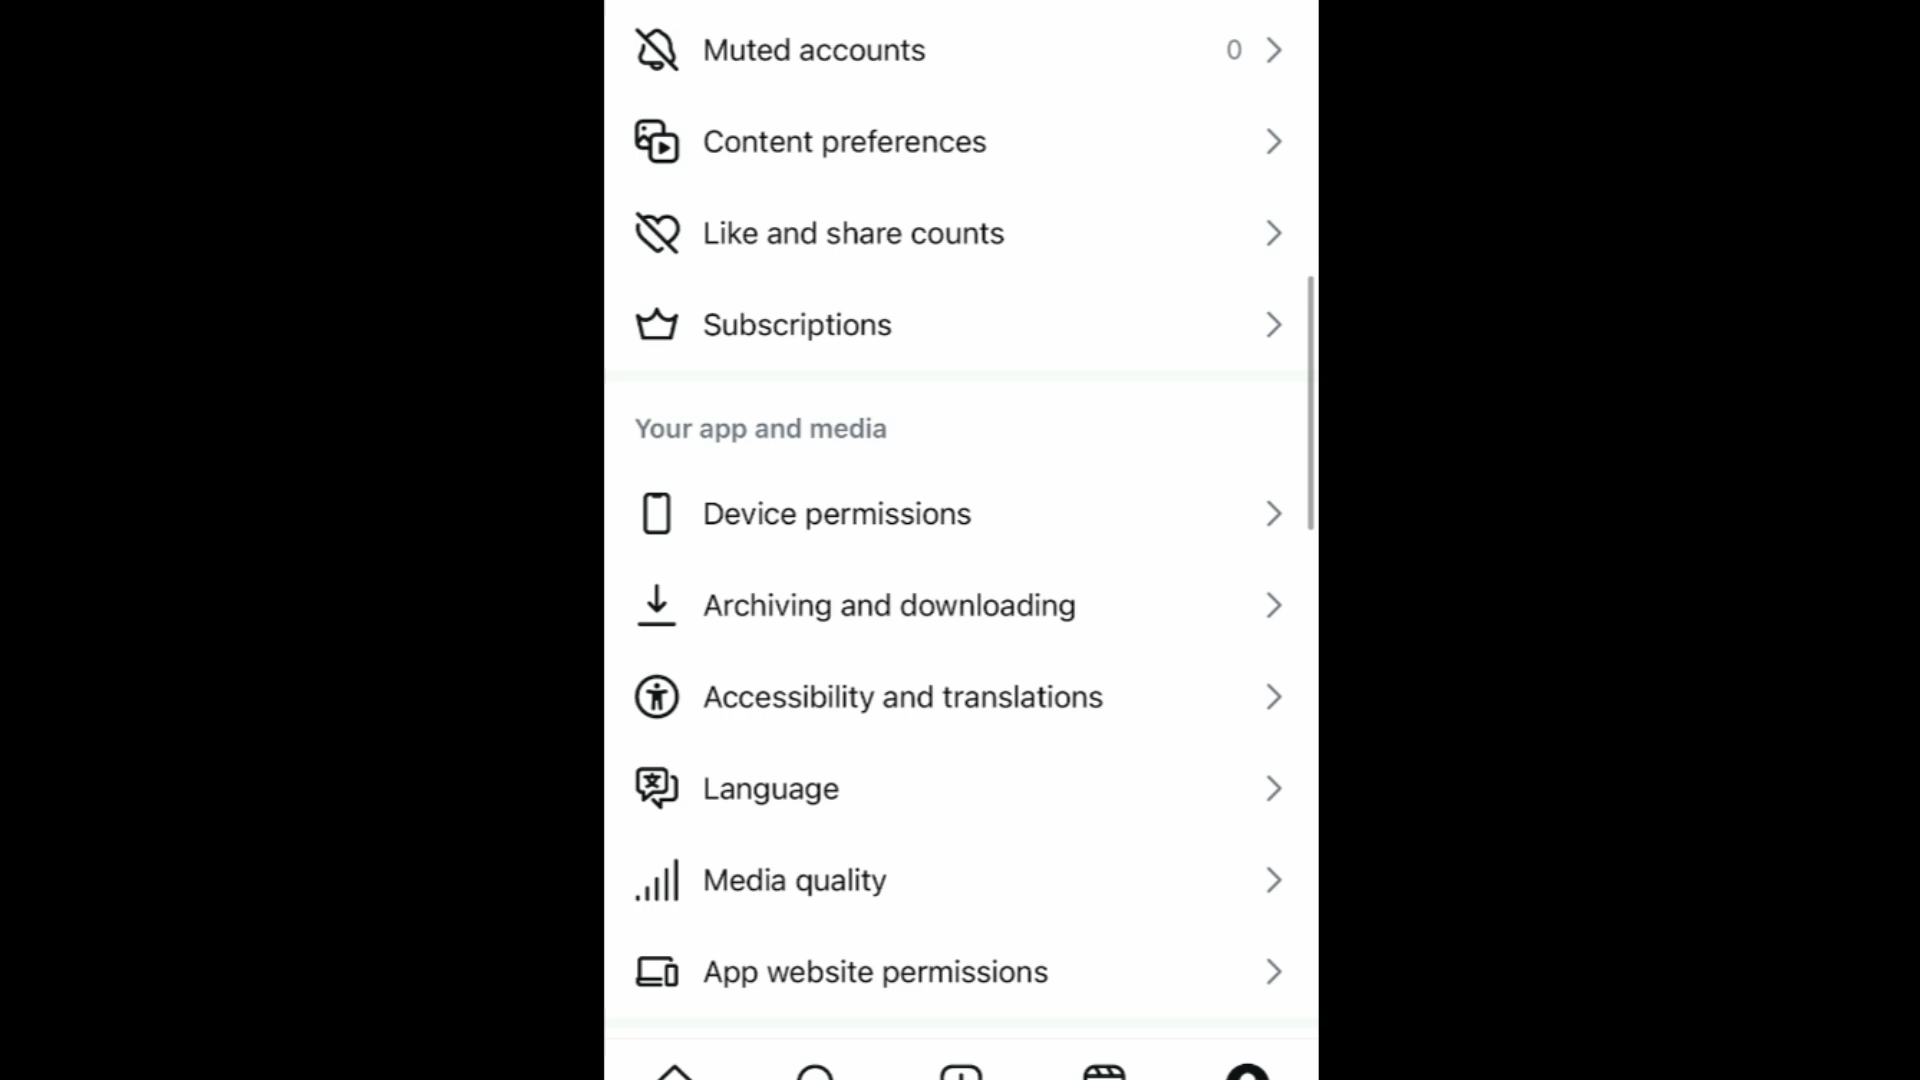 Muted accounts 0
Content preferences
Like and share counts
Subscriptions
Your app and media
Device permissions
Archiving and downloading
Accessibility and translations
Language
Media quality
App website permissions